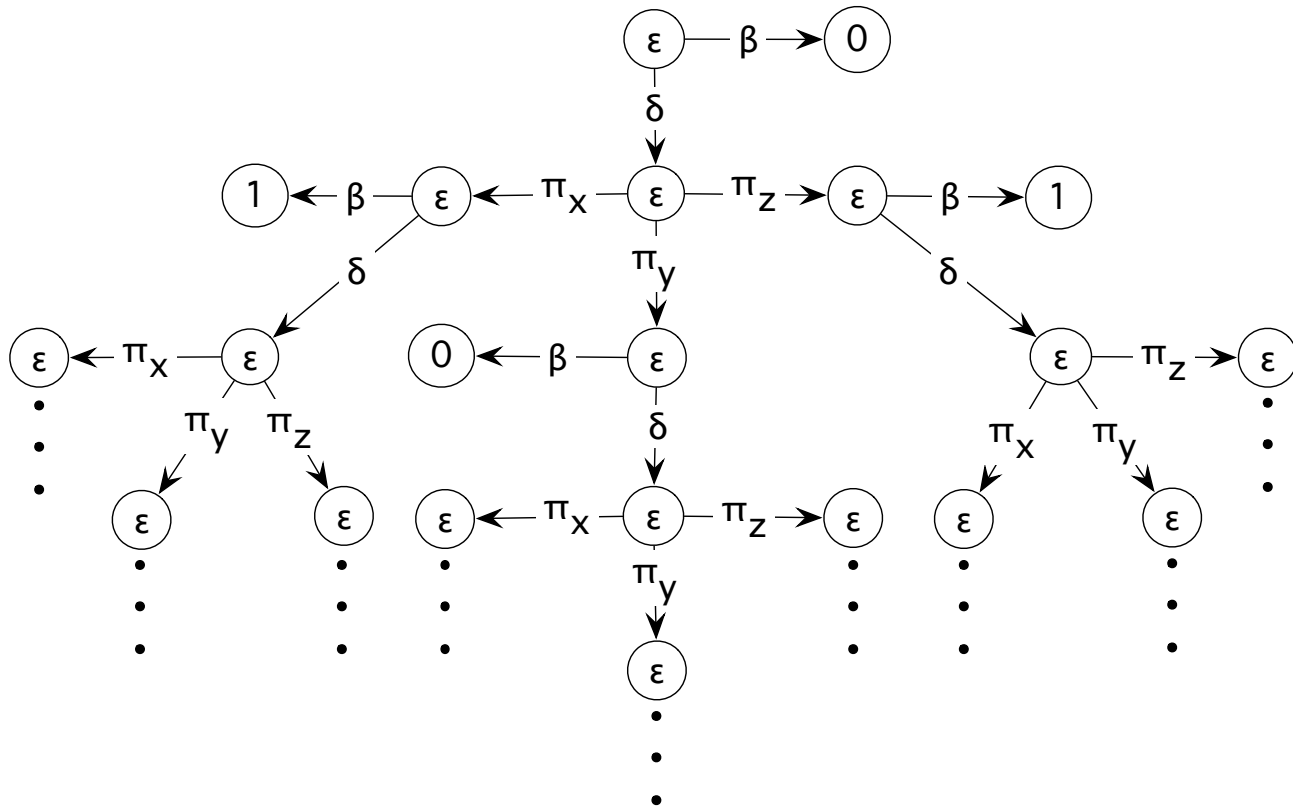 ε β 0
δ
1 β ε π_x ε π_z ε β 1
δ π_y δ
ε π_x ε 0 β ε ε π_z ε
π_y π_z δ π_x π_y
ε ε ε π_x ε π_z ε ε ε
π_y
ε